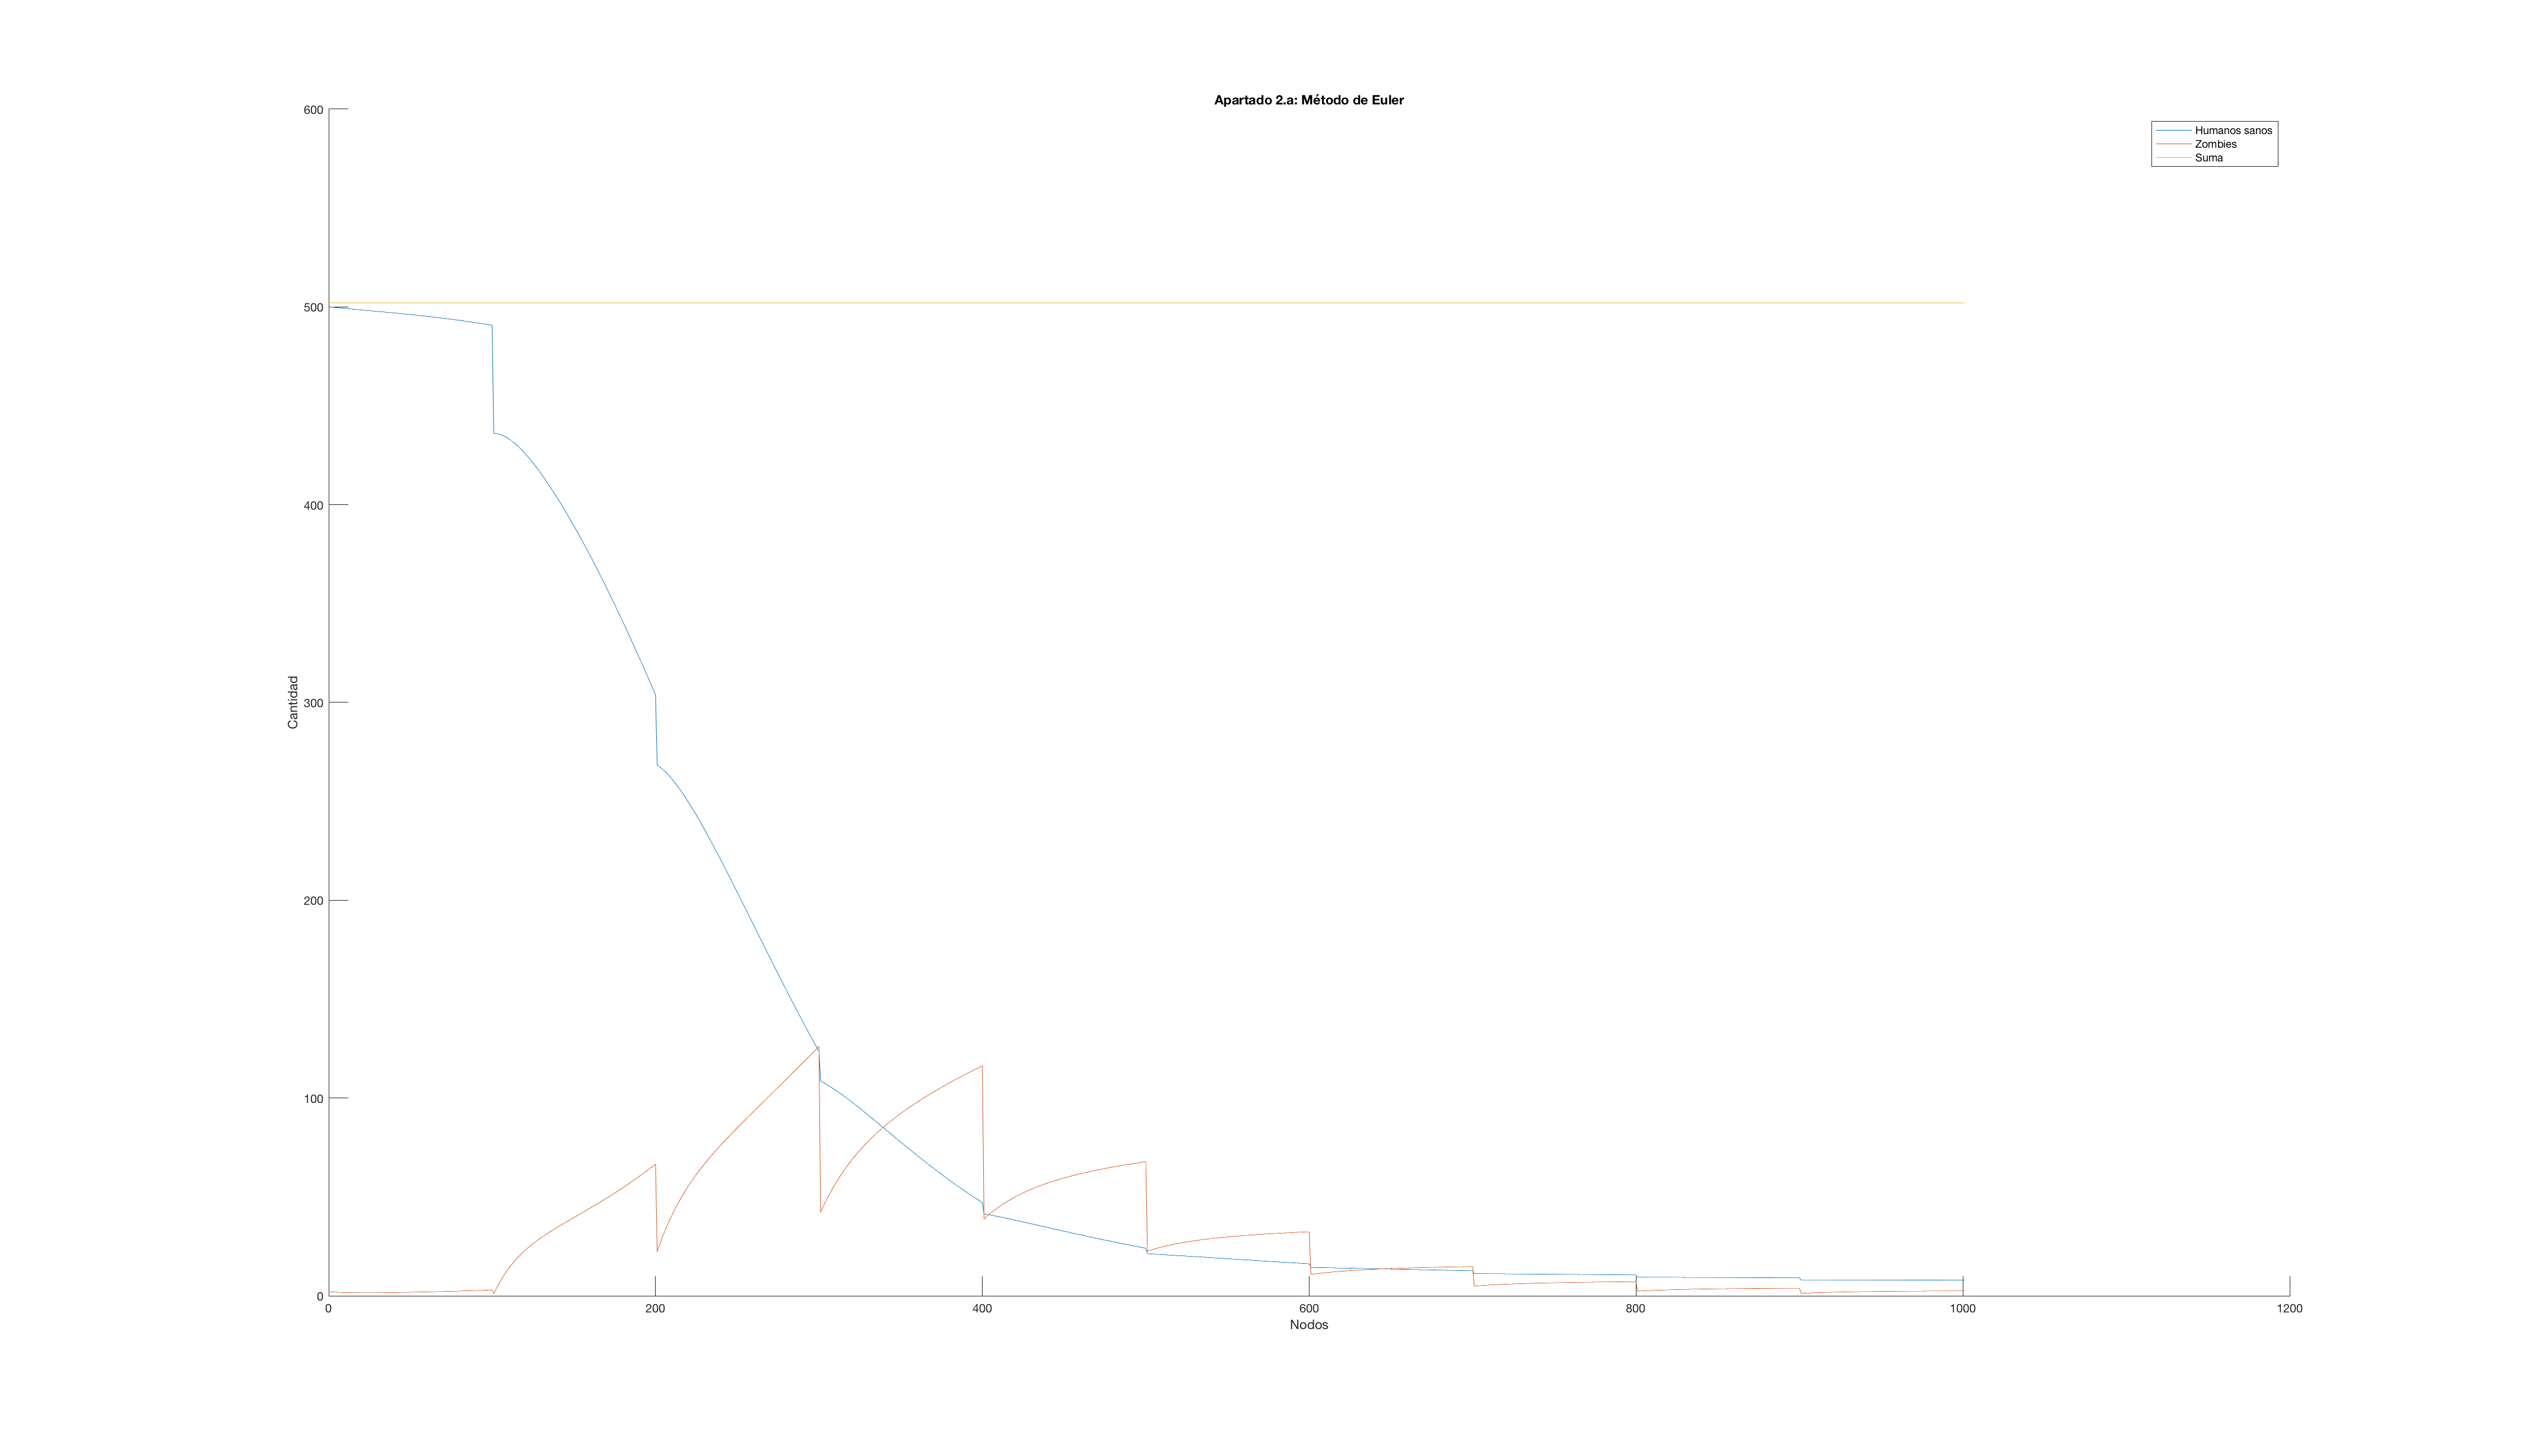 Apartado 2.a: Método de Euler
600
500
400
300
200
100
0
Cantidad
Humanos sanos
Zombies
Suma
0 200 400 600 800 1000 1200
Nodos